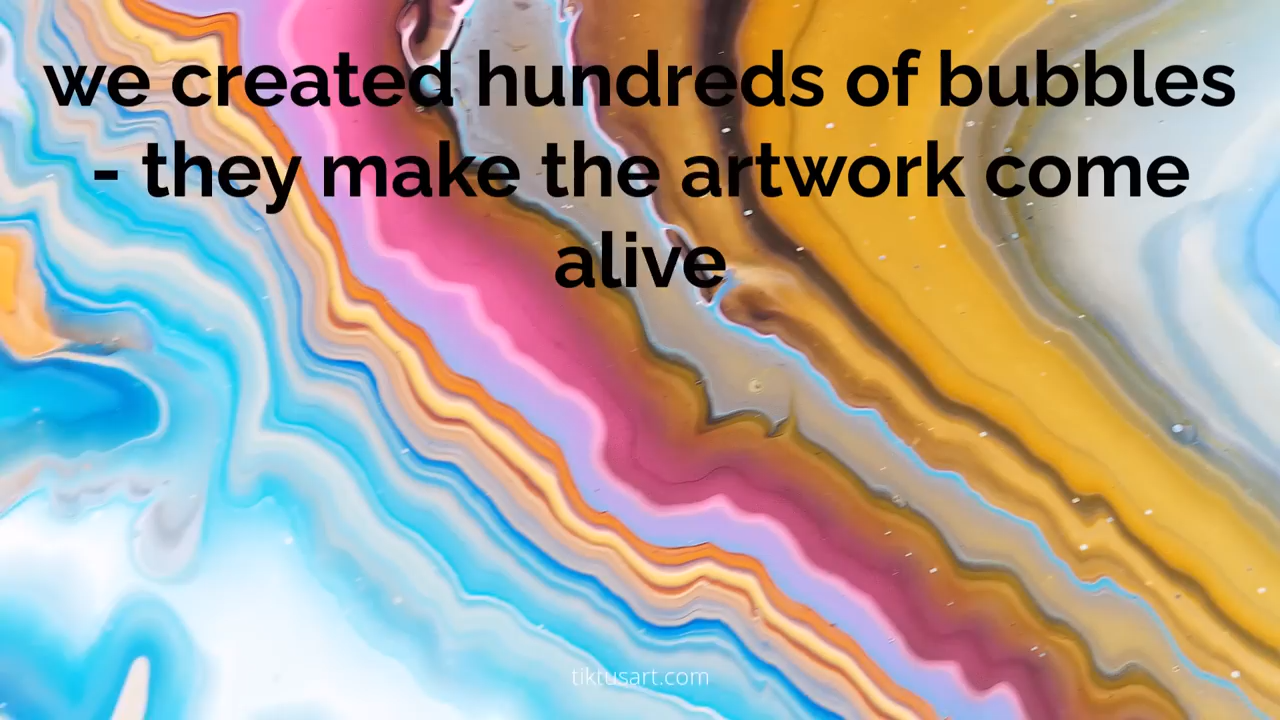 we created hundreds of bubbles
- they make the artwork come
alive
tiktusart.com